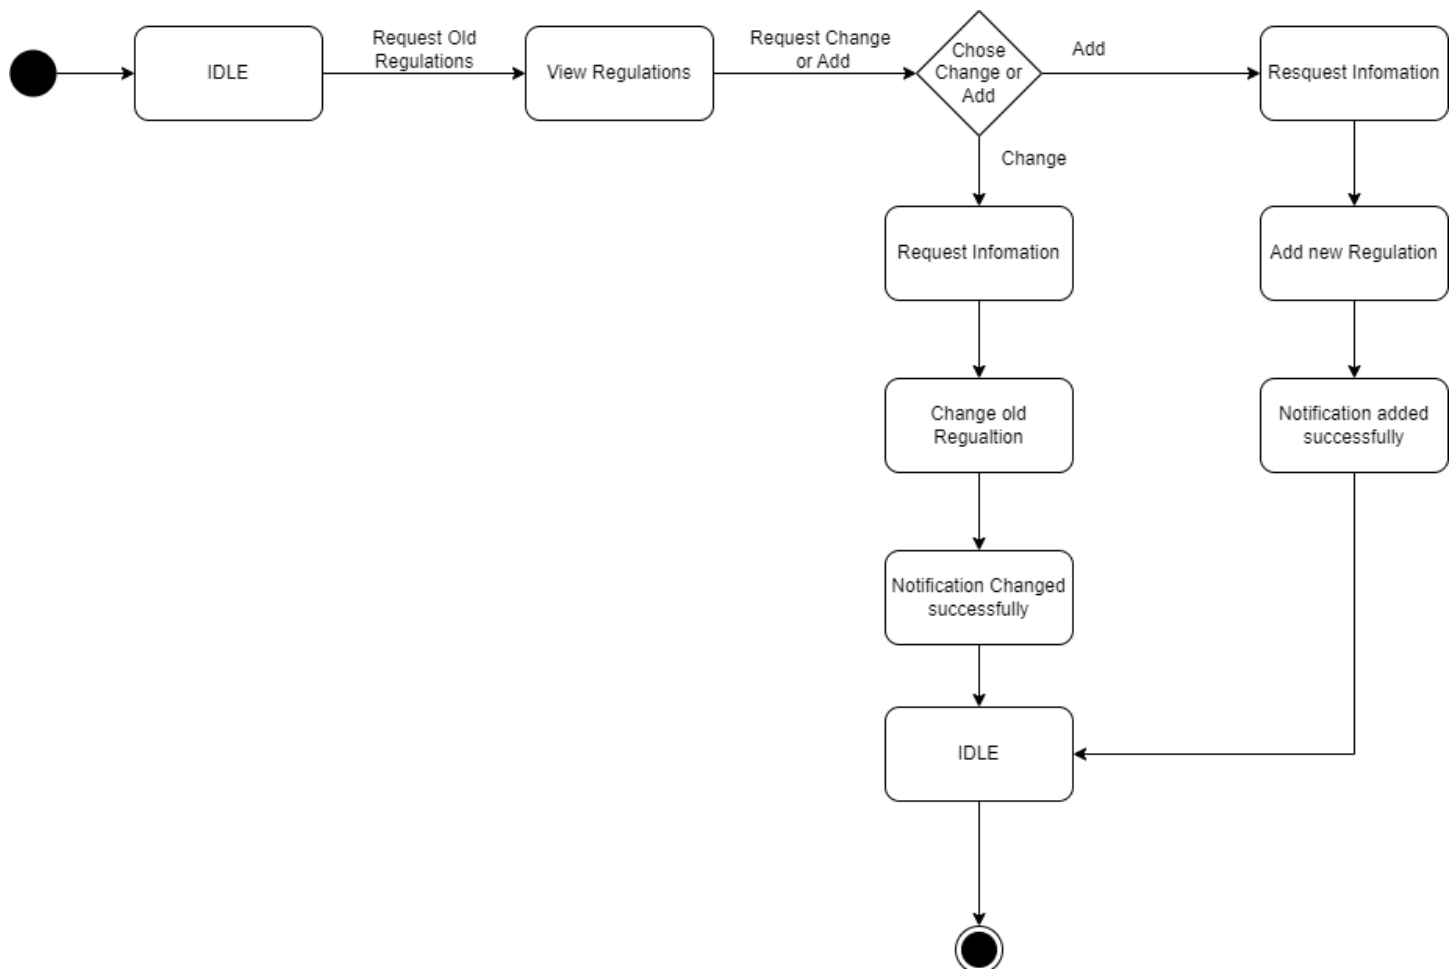 IDLE
Request Old
Regulations
View Regulations
Request Change
or Add
Chose
Change or
Add
Add
Resquest Infomation
Change
Request Infomation
Add new Regulation
Change old
Regualtion
Notification added
successfully
Notification Changed
successfully
IDLE